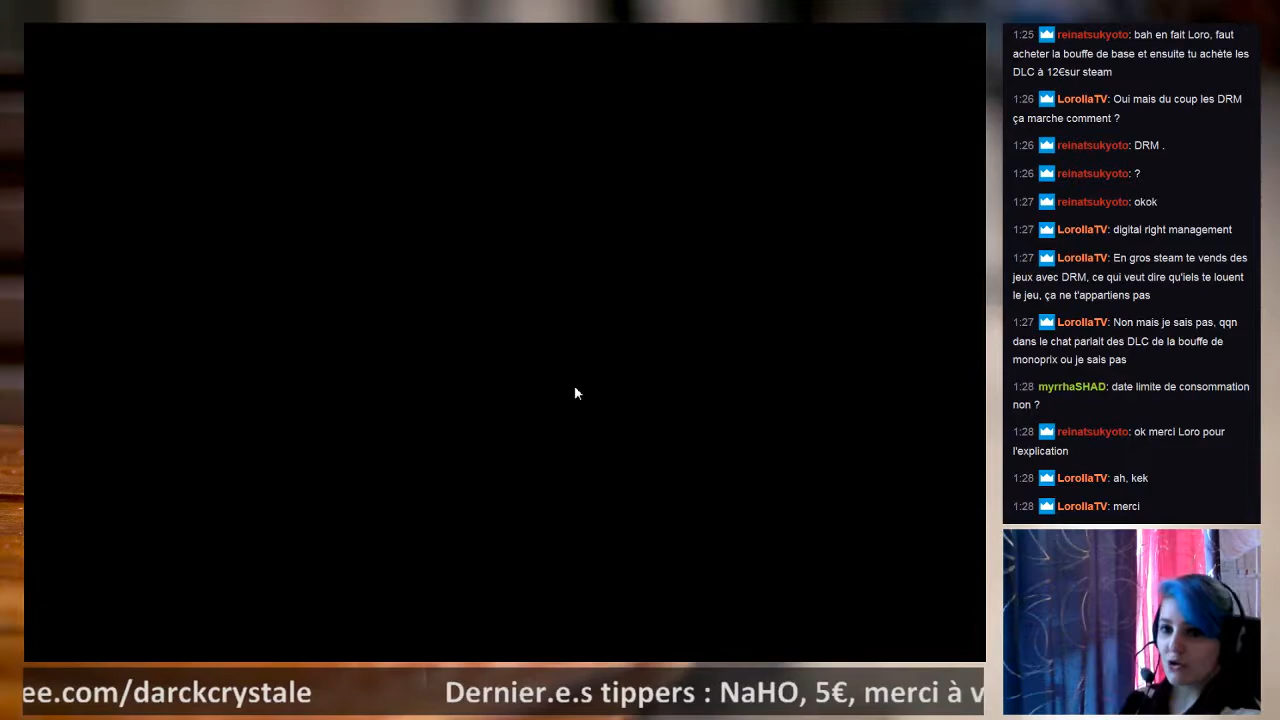 1:25 reinatsukyoto: bah en fait Loro, faut
acheter la bouffe de base et ensuite tu achète les
DLC à 12€sur steam
1:26 LorollaTV: Oui mais du coup les DRM
ça marche comment ?
1:26 reinatsukyoto: DRM .
1:26 reinatsukyoto: ?
1:27 reinatsukyoto: okok
1:27 LorollaTV: digital right management
1:27 LorollaTV: En gros steam te vends des
jeux avec DRM, ce qui veut dire qu'iels te louent
le jeu, ça ne t'appartiens pas
1:27 LorollaTV: Non mais je sais pas, qqn
dans le chat parlait des DLC de la bouffe de
monoprix ou je sais pas
1:28 myrrhaSHAD: date limite de consommation
non ?
1:28 reinatsukyoto: ok merci Loro pour
l'explication
1:28 LorollaTV: ah, kek
1:28 LorollaTV: merci
ee.com/darckcrystale Dernier.e.s tippers : NaHO, 5€, merci à v